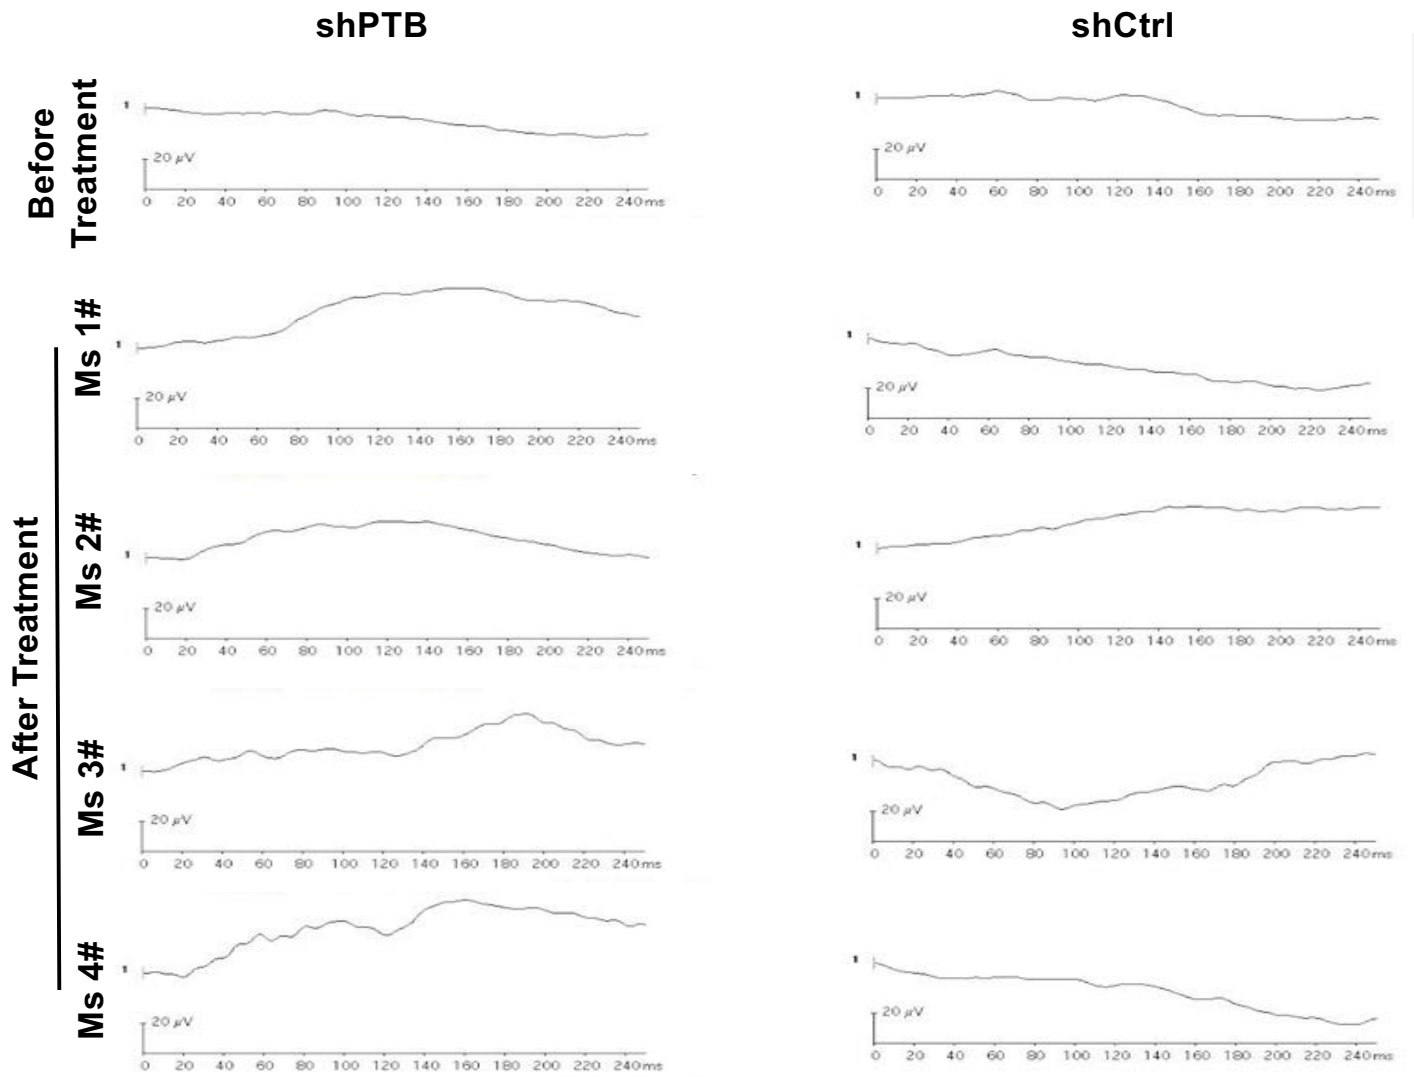 shPTB
shCtrl
Before
Treatment
1
20 µV
0 20 40 60 80 100 120 140 160 180 200 220 240ms
1
20 µV
0 20 40 60 80 100 120 140 160 180 200 220 240ms
After Treatment
Ms 1#
1
20 µV
0 20 40 60 80 100 120 140 160 180 200 220
1
20 µV
0 20 40 60 80 100 120 140 160 180 200 220 240ms
Ms 2#
1
20 µV
0 20 40 60 80 100 120 140 160 180 200 220 240ms
1
20 µV
0 20 40 60 80 100 120 140 160 180 200 220 240ms
Ms 3#
1
20 µV
0 20 40 60 80 100 120 140 160 180 200 220 240ms
1
20 µV
0 20 40 60 80 100 120 140 160 180 200 220 240ms
Ms 4#
1
20 µV
0 20 40 60 80 100 120 140 160 180 200 220 240ms
1
20 µV
0 20 40 60 80 100 120 140 160 180 200 220 240ms